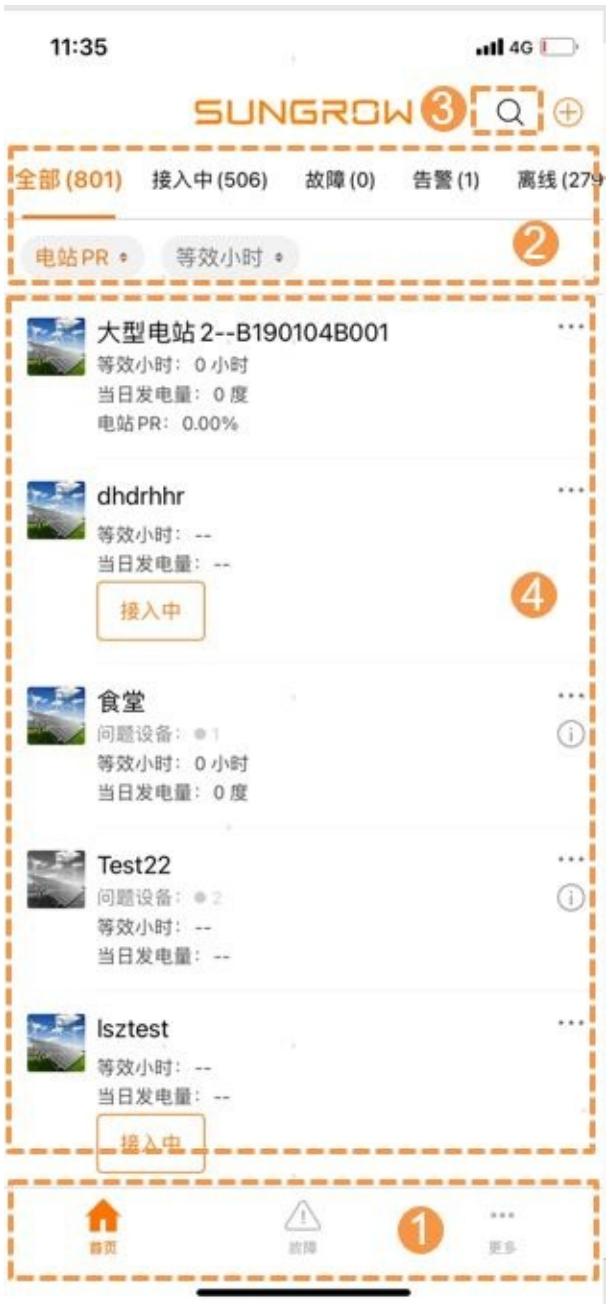 11:35 4G
SUNGROW 3
全部(801) 接入中(506) 故障(0) 告警(1) 离线(279
电站PR 等效小时 2
大型电站2--B190104B001
等效小时：0小时
当日发电量：0度
电站PR：0.00%
dhdrhhr
等效小时：--
当日发电量：--
接入中 4
食堂
问题设备：1
等效小时：0小时
当日发电量：0度
Test22
问题设备：2
等效小时：--
当日发电量：--
lsztest
等效小时：--
当日发电量：--
接入中
首页 故障 1 更多